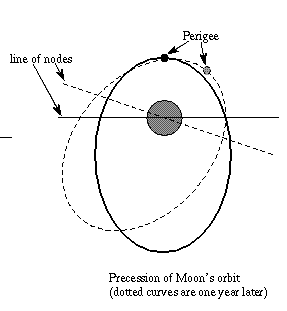 Perigee
line of nodes
Precession of Moon's orbit
(dotted curves are one year later)